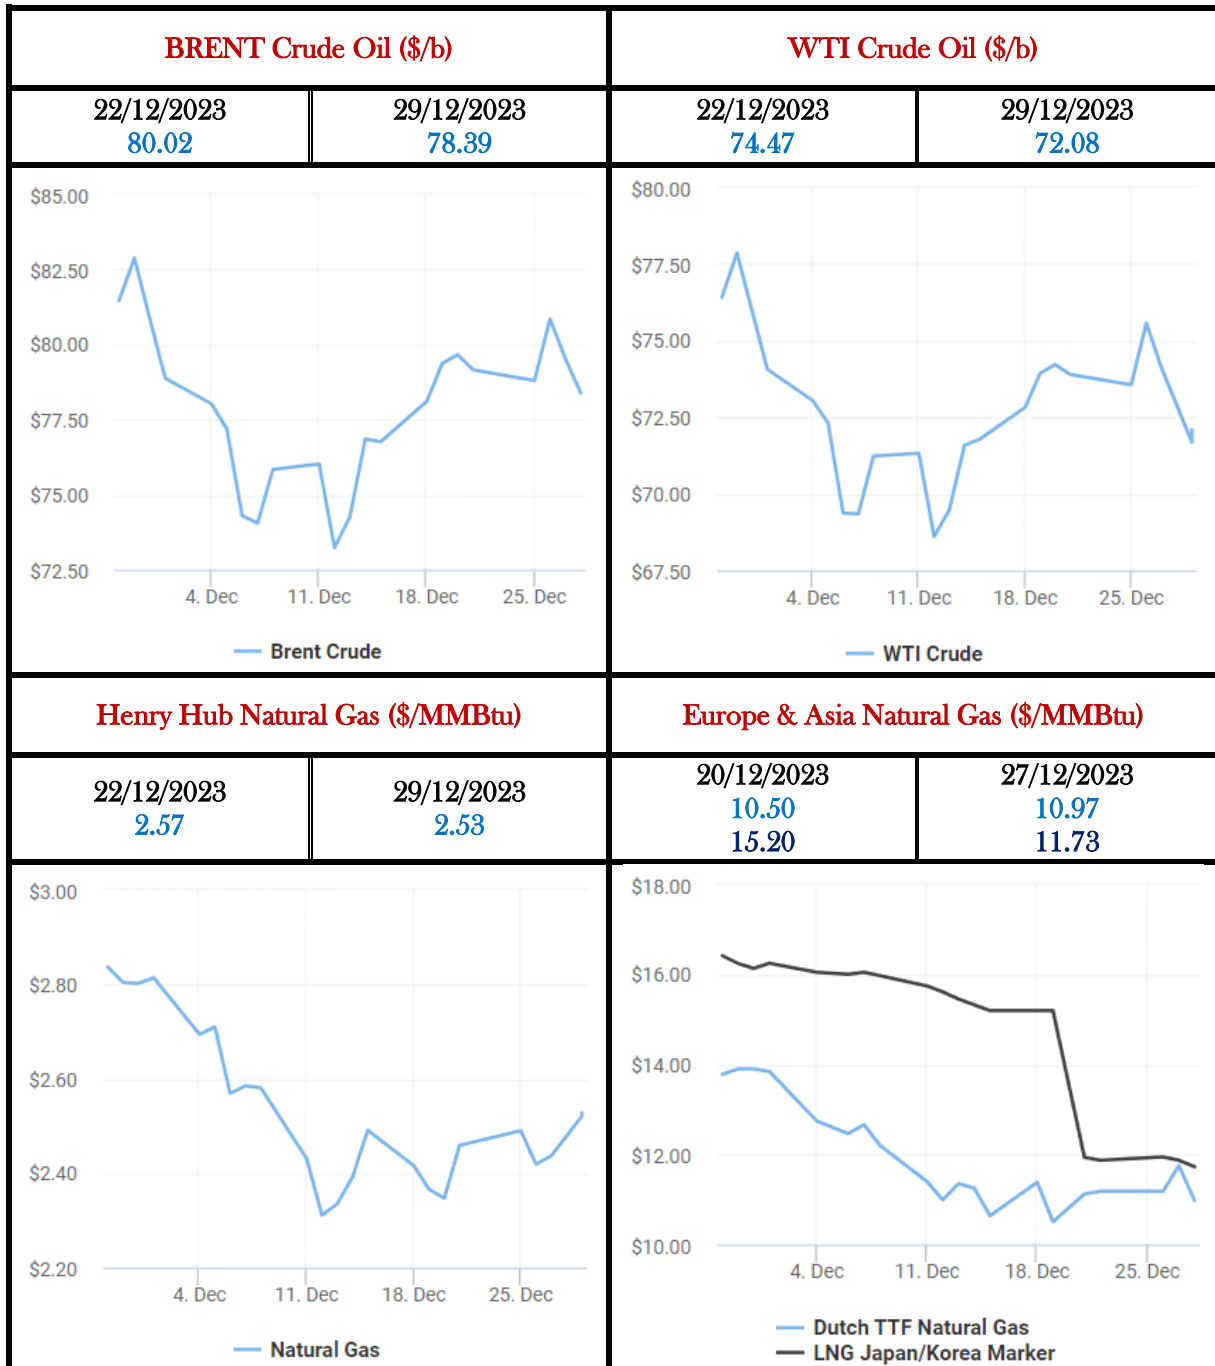 BRENT Crude Oil ($/b)
WTI Crude Oil ($/b)
22/12/2023
80.02
29/12/2023
78.39
22/12/2023
74.47
29/12/2023
72.08
$85.00
$82.50
$80.00
$77.50
$75.00
$72.50
4. Dec
11. Dec
18. Dec
25. Dec
Brent Crude
$80.00
$77.50
$75.00
$72.50
$70.00
$67.50
4. Dec
11. Dec
18. Dec
25. Dec
WTI Crude
Henry Hub Natural Gas ($/MMBtu)
Europe & Asia Natural Gas ($/MMBtu)
22/12/2023
2.57
29/12/2023
2.53
20/12/2023
10.50
15.20
27/12/2023
10.97
11.73
$3.00
$2.80
$2.60
$2.40
$2.20
4. Dec
11. Dec
18. Dec
25. Dec
Natural Gas
$18.00
$16.00
$14.00
$12.00
$10.00
4. Dec
11. Dec
18. Dec
25. Dec
Dutch TTF Natural Gas
LNG Japan/Korea Marker